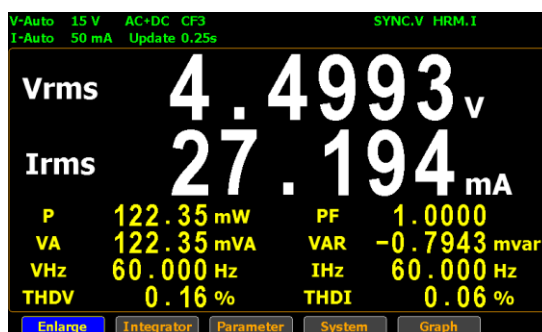 V-Auto 15 V AC+DC CF3 SYNC.V HRM.I
I-Auto 50 mA Update 0.25s
Vrms 4.4993 V
Irms 27.194 mA
P 122.35 mW PF 1.0000
VA 122.35 mVA VAR -0.7943 mvar
VHz 60.000 Hz IHz 60.000 Hz
THDV 0.16 % THDI 0.06 %
Enlarge Integrator Parameter System Graph